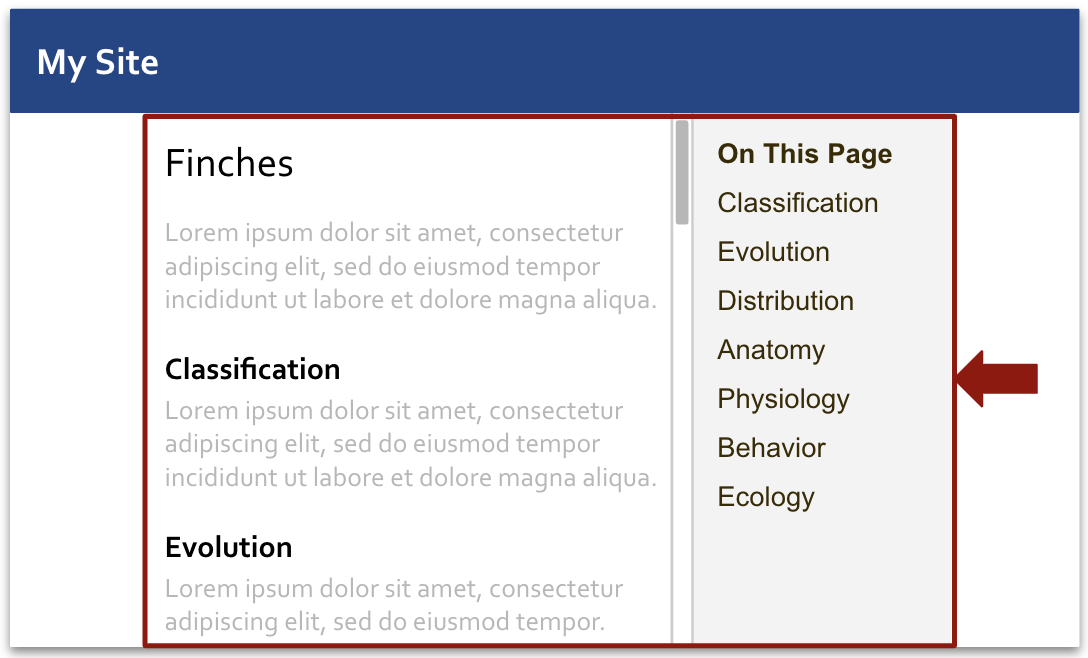 My Site
Finches
Lorem ipsum dolor sit amet, consectetur
adipiscing elit, sed do eiusmod tempor
incididunt ut labore et dolore magna aliqua.
Classification
Lorem ipsum dolor sit amet, consectetur
adipiscing elit, sed do eiusmod tempor
incididunt ut labore et dolore magna aliqua.
Evolution
Lorem ipsum dolor sit amet, consectetur
adipiscing elit, sed do eiusmod tempor.
On This Page
Classification
Evolution
Distribution
Anatomy
Physiology
Behavior
Ecology